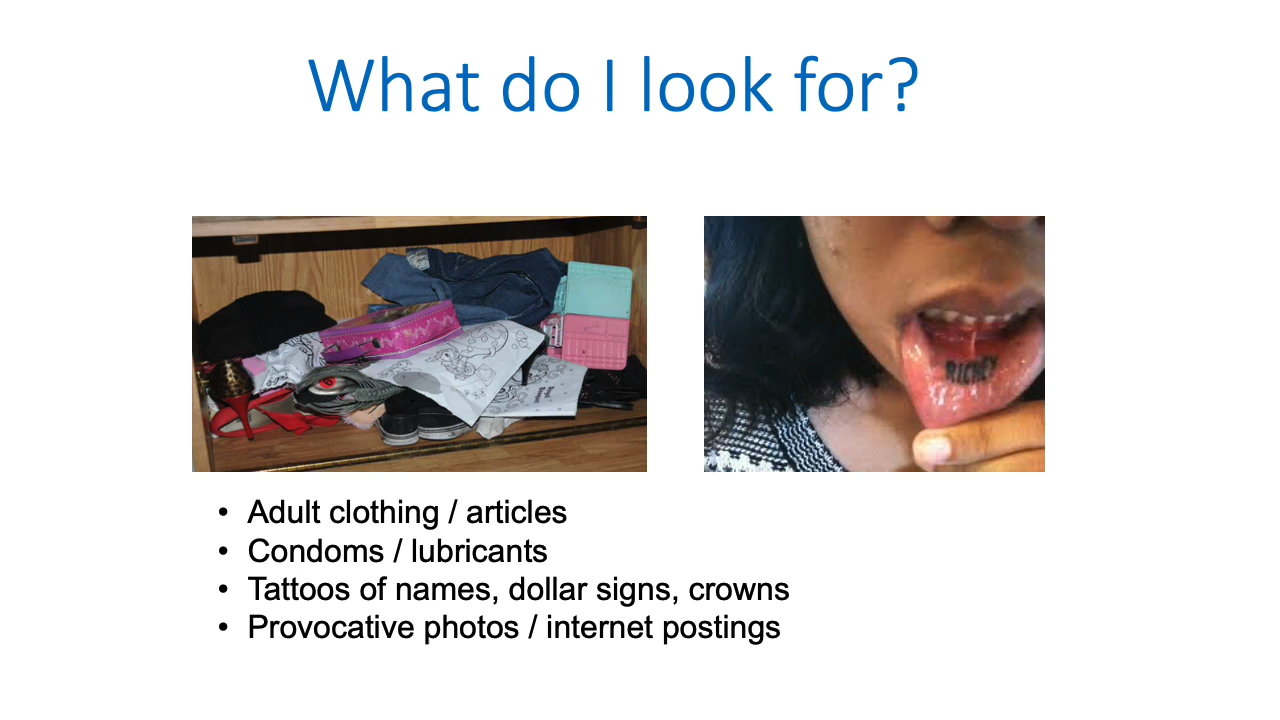 What do I look for?
RICHEY
• Adult clothing / articles
• Condoms / lubricants
• Tattoos of names, dollar signs, crowns
• Provocative photos / internet postings